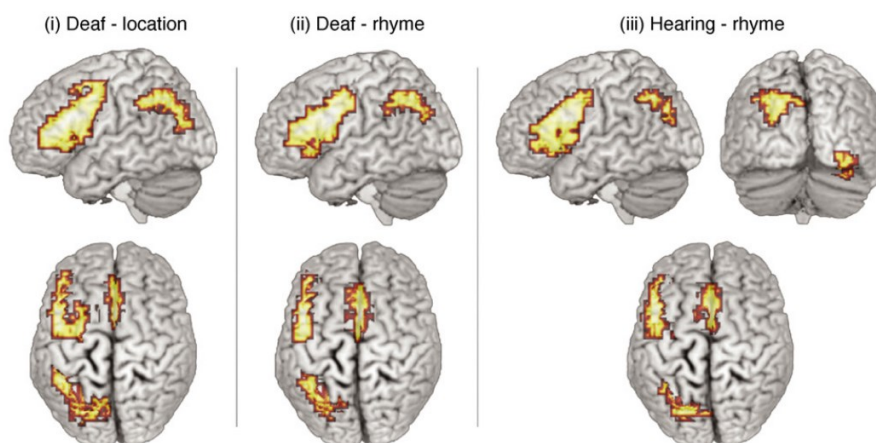 (i) Deaf - location
(ii) Deaf - rhyme
(iii) Hearing - rhyme